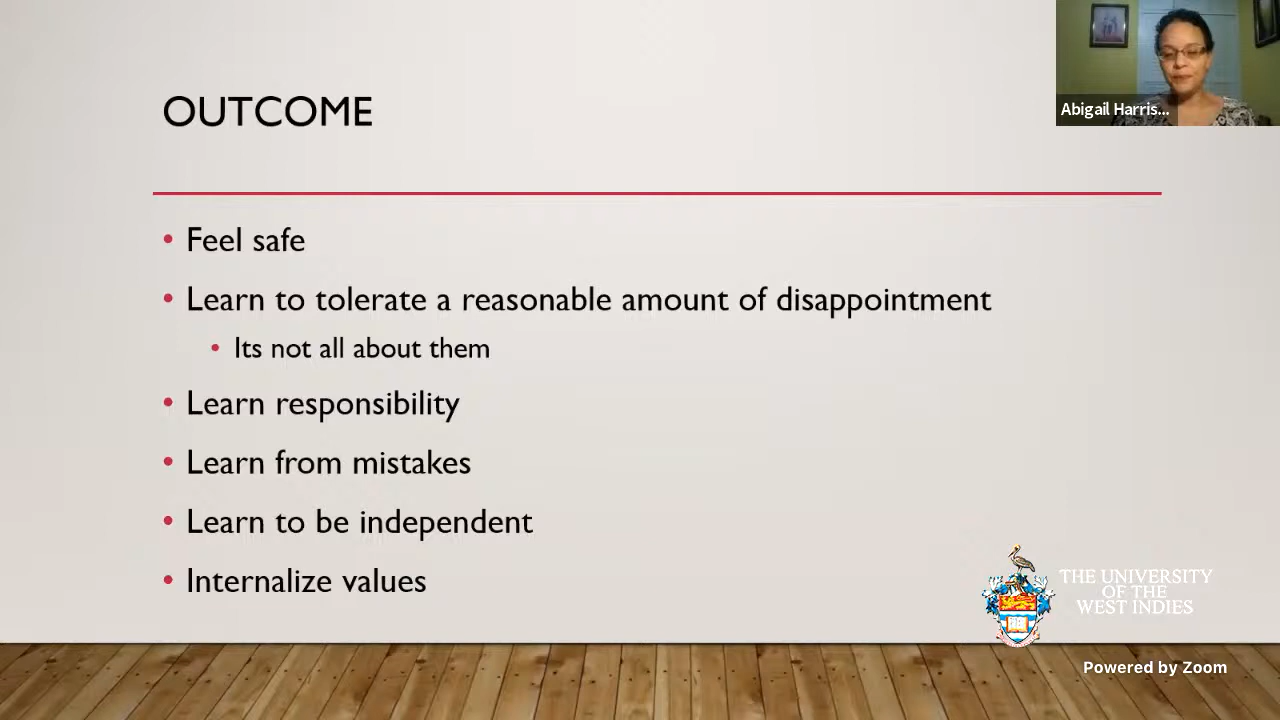 OUTCOME
Abigail Harris...
• Feel safe
• Learn to tolerate a reasonable amount of disappointment
• Its not all about them
• Learn responsibility
• Learn from mistakes
• Learn to be independent
• Internalize values
THE UNIVERSITY
OF THE
WEST INDIES
Powered by Zoom